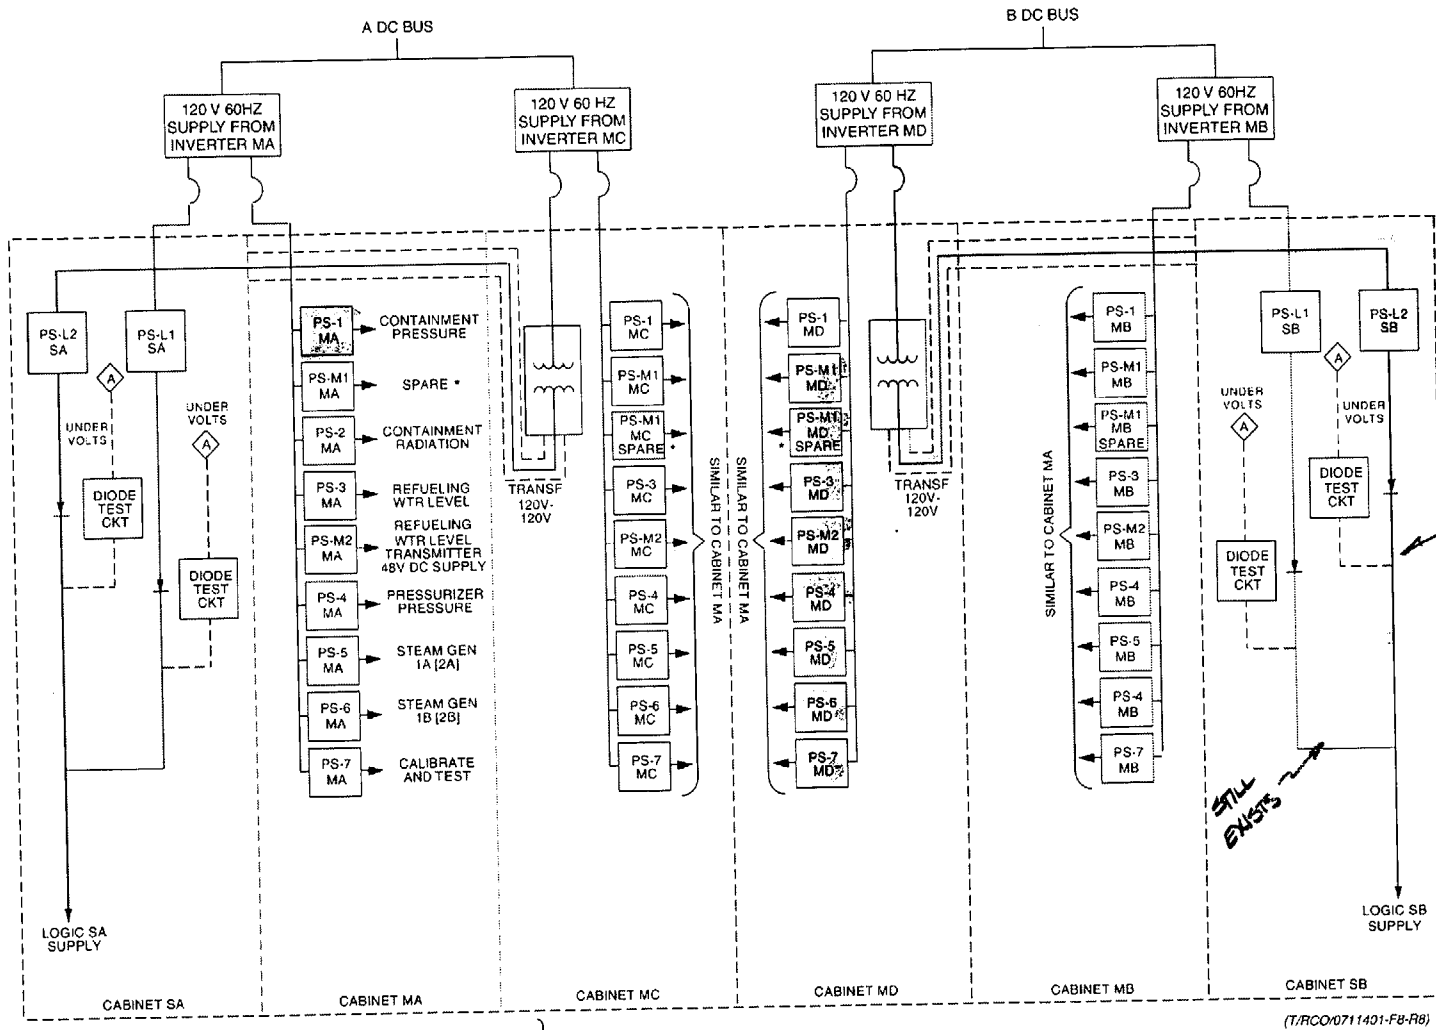 A DC BUS
B DC BUS
120 V 60HZ
SUPPLY FROM
INVERTER MA
120 V 60 HZ
SUPPLY FROM
INVERTER MC
120 V 60 HZ
SUPPLY FROM
INVERTER MD
120 V 60 HZ
SUPPLY FROM
INVERTER MB
PS-L2
SA
PS-L1
SA
A
UNDER
VOLTS
A
UNDER
VOLTS
DIODE
TEST
CKT
DIODE
TEST
CKT
LOGIC SA
SUPPLY
CABINET SA
PS-1
MA
CONTAINMENT
PRESSURE
PS-M1
MA
SPARE *
PS-2
MA
CONTAINMENT
RADIATION
PS-3
MA
REFUELING
WTR LEVEL
PS-M2
MA
REFUELING
WTR LEVEL
TRANSMITTER
48V DC SUPPLY
PS-4
MA
PRESSURIZER
PRESSURE
PS-5
MA
STEAM GEN
1A [2A]
PS-6
MA
STEAM GEN
1B [2B]
PS-7
MA
CALIBRATE
AND TEST
CABINET MA
TRANSF
120V-
120V
PS-1
MC
PS-M1
MC
PS-M1
MC
SPARE *
PS-3
MC
PS-M2
MC
PS-4
MC
PS-5
MC
PS-6
MC
PS-7
MC
SIMILAR TO CABINET MA
CABINET MC
SIMILAR TO CABINET MA
PS-1
MD
PS-M1
MD
PS-M1
MD
* SPARE
PS-3
MD
PS-M2
MD
PS-4
MD
PS-5
MD
PS-6
MD
PS-7
MD
TRANSF
120V-
120V
CABINET MD
SIMILAR TO CABINET MA
PS-1
MB
PS-M1
MB
PS-M1
MB
SPARE
PS-3
MB
PS-M2
MB
PS-4
MB
PS-5
MB
PS-4
MB
PS-7
MB
CABINET MB
PS-L1
SB
PS-L2
SB
A
UNDER
VOLTS
A
UNDER
VOLTS
DIODE
TEST
CKT
DIODE
TEST
CKT
STILL
EXISTS
LOGIC SB
SUPPLY
CABINET SB
(T/RCO/0711401-F8-R8)